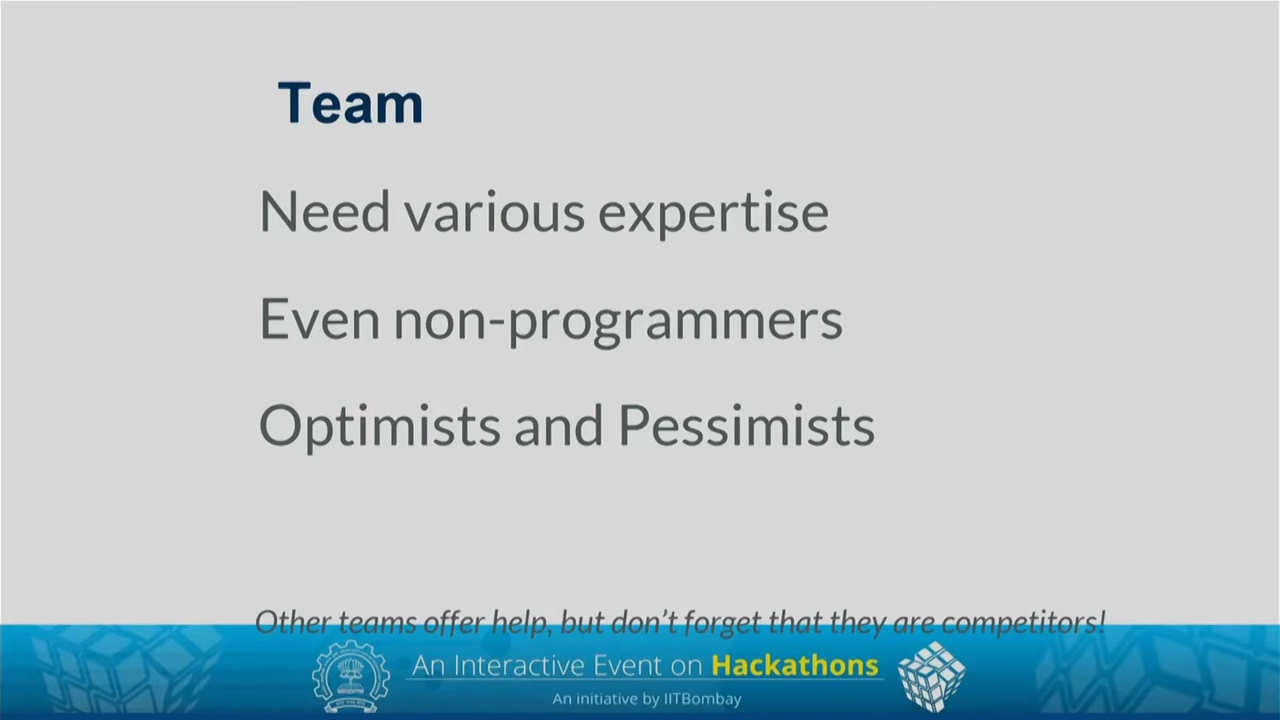 Team
Need various expertise
Even non-programmers
Optimists and Pessimists
Other teams offer help, but don't forget that they are competitors!
An Interactive Event on Hackathons
An initiative by IITBombay